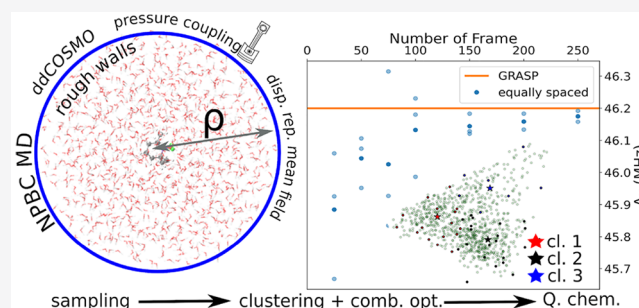 pressure coupling
ddCOSMO
rough walls
NPBC MD
disp. rep. mean field
ρ
Number of Frame
0 50 100 150 200 250
GRASP
equally spaced
46.3
46.2
46.1
46.0
45.9
45.8
45.7
(MHz)
cl. 1
cl. 2
cl. 3
sampling clustering + comb. opt. Q. chem.